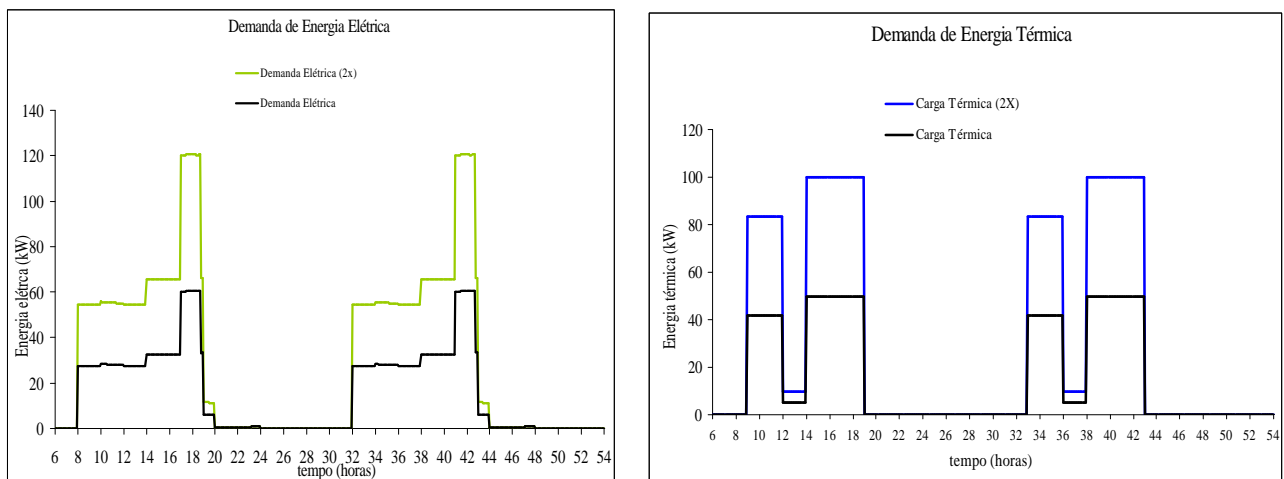 Demanda de Energia Elétrica
Demanda Elétrica (2x)
Demanda Elétrica
Energia elétrca (kW)
140
120
100
80
60
40
20
0
6 8 10 12 14 16 18 20 22 24 26 28 30 32 34 36 38 40 42 44 46 48 50 52 54
tempo (horas)
Demanda de Energia Térmica
Carga Térmica (2X)
Carga Térmica
Energia térmica (kW)
120
100
80
60
40
20
0
6 8 10 12 14 16 18 20 22 24 26 28 30 32 34 36 38 40 42 44 46 48 50 52 54
tempo (horas)